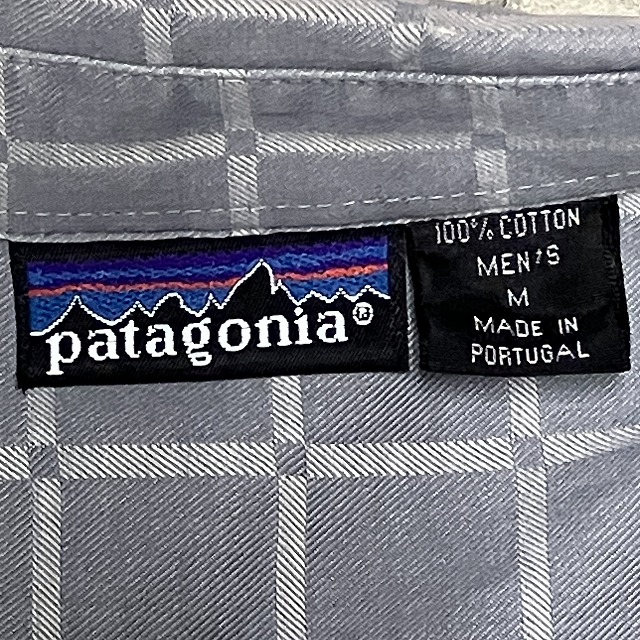 patagonia®
100% COTTON
MEN'S
M
MADE IN
PORTUGAL